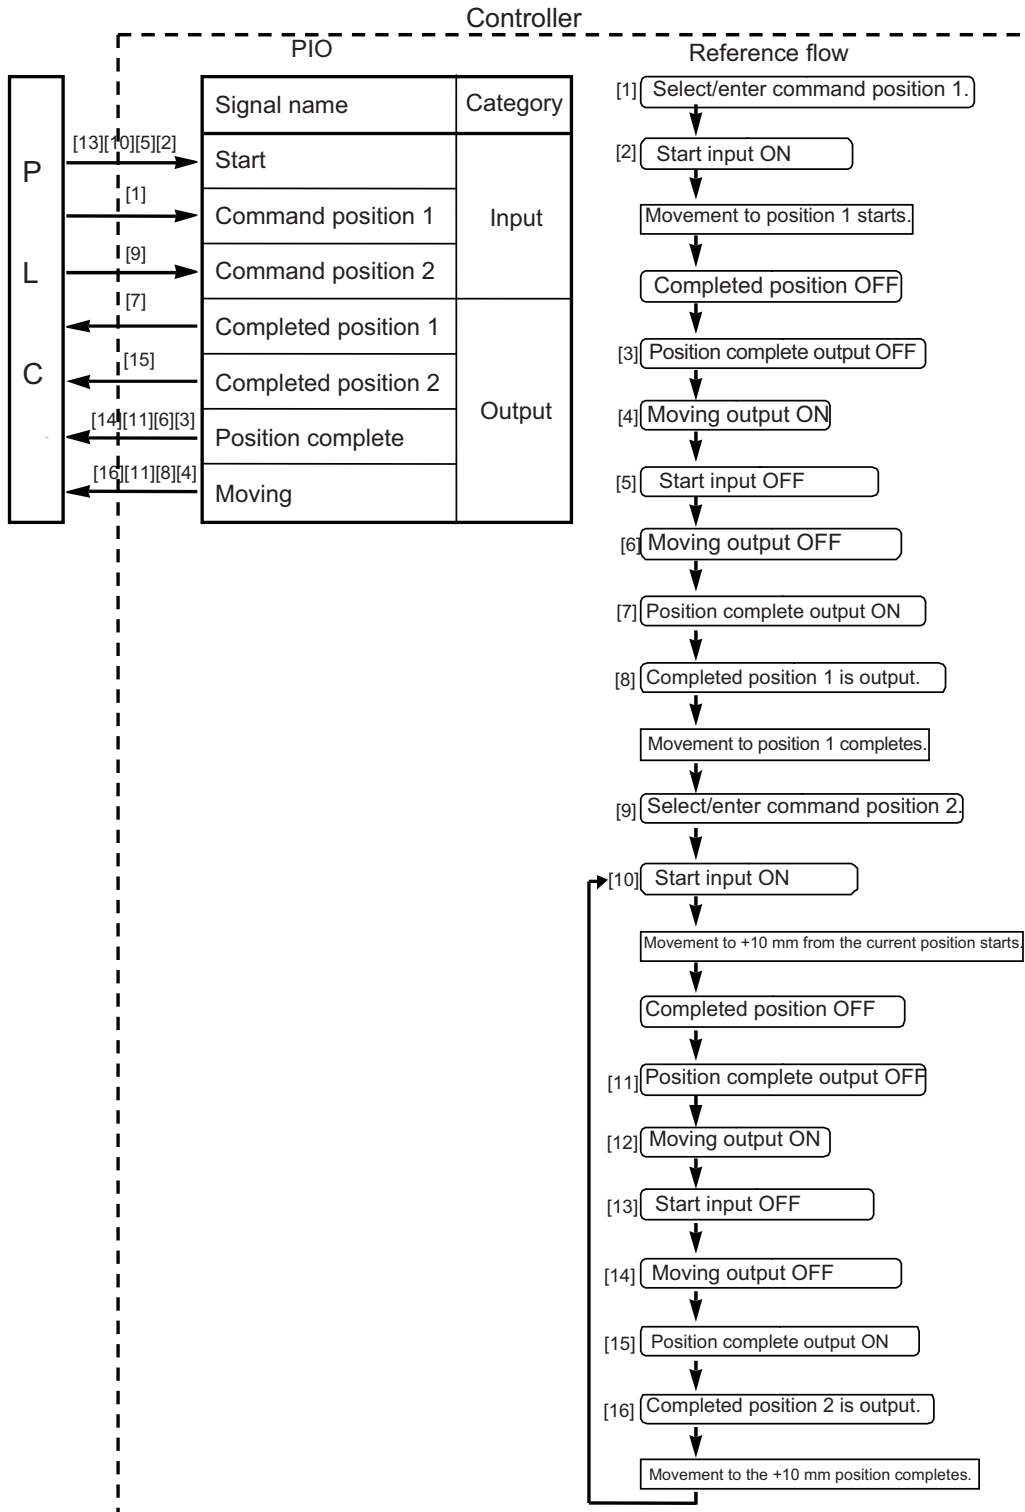 Controller
PIO
Reference flow
Signal name Category
P
L
C
[13][10][5][2] Start
[1] Command position 1
Input
[9] Command position 2
[7] Completed position 1
[15] Completed position 2
Output
[14][11][6][3] Position complete
[16][11][8][4] Moving
[1] Select/enter command position 1.
[2] Start input ON
Movement to position 1 starts.
Completed position OFF
[3] Position complete output OFF
[4] Moving output ON
[5] Start input OFF
[6] Moving output OFF
[7] Position complete output ON
[8] Completed position 1 is output.
Movement to position 1 completes.
[9] Select/enter command position 2.
[10] Start input ON
Movement to +10 mm from the current position starts.
Completed position OFF
[11] Position complete output OFF
[12] Moving output ON
[13] Start input OFF
[14] Moving output OFF
[15] Position complete output ON
[16] Completed position 2 is output.
Movement to the +10 mm position completes.